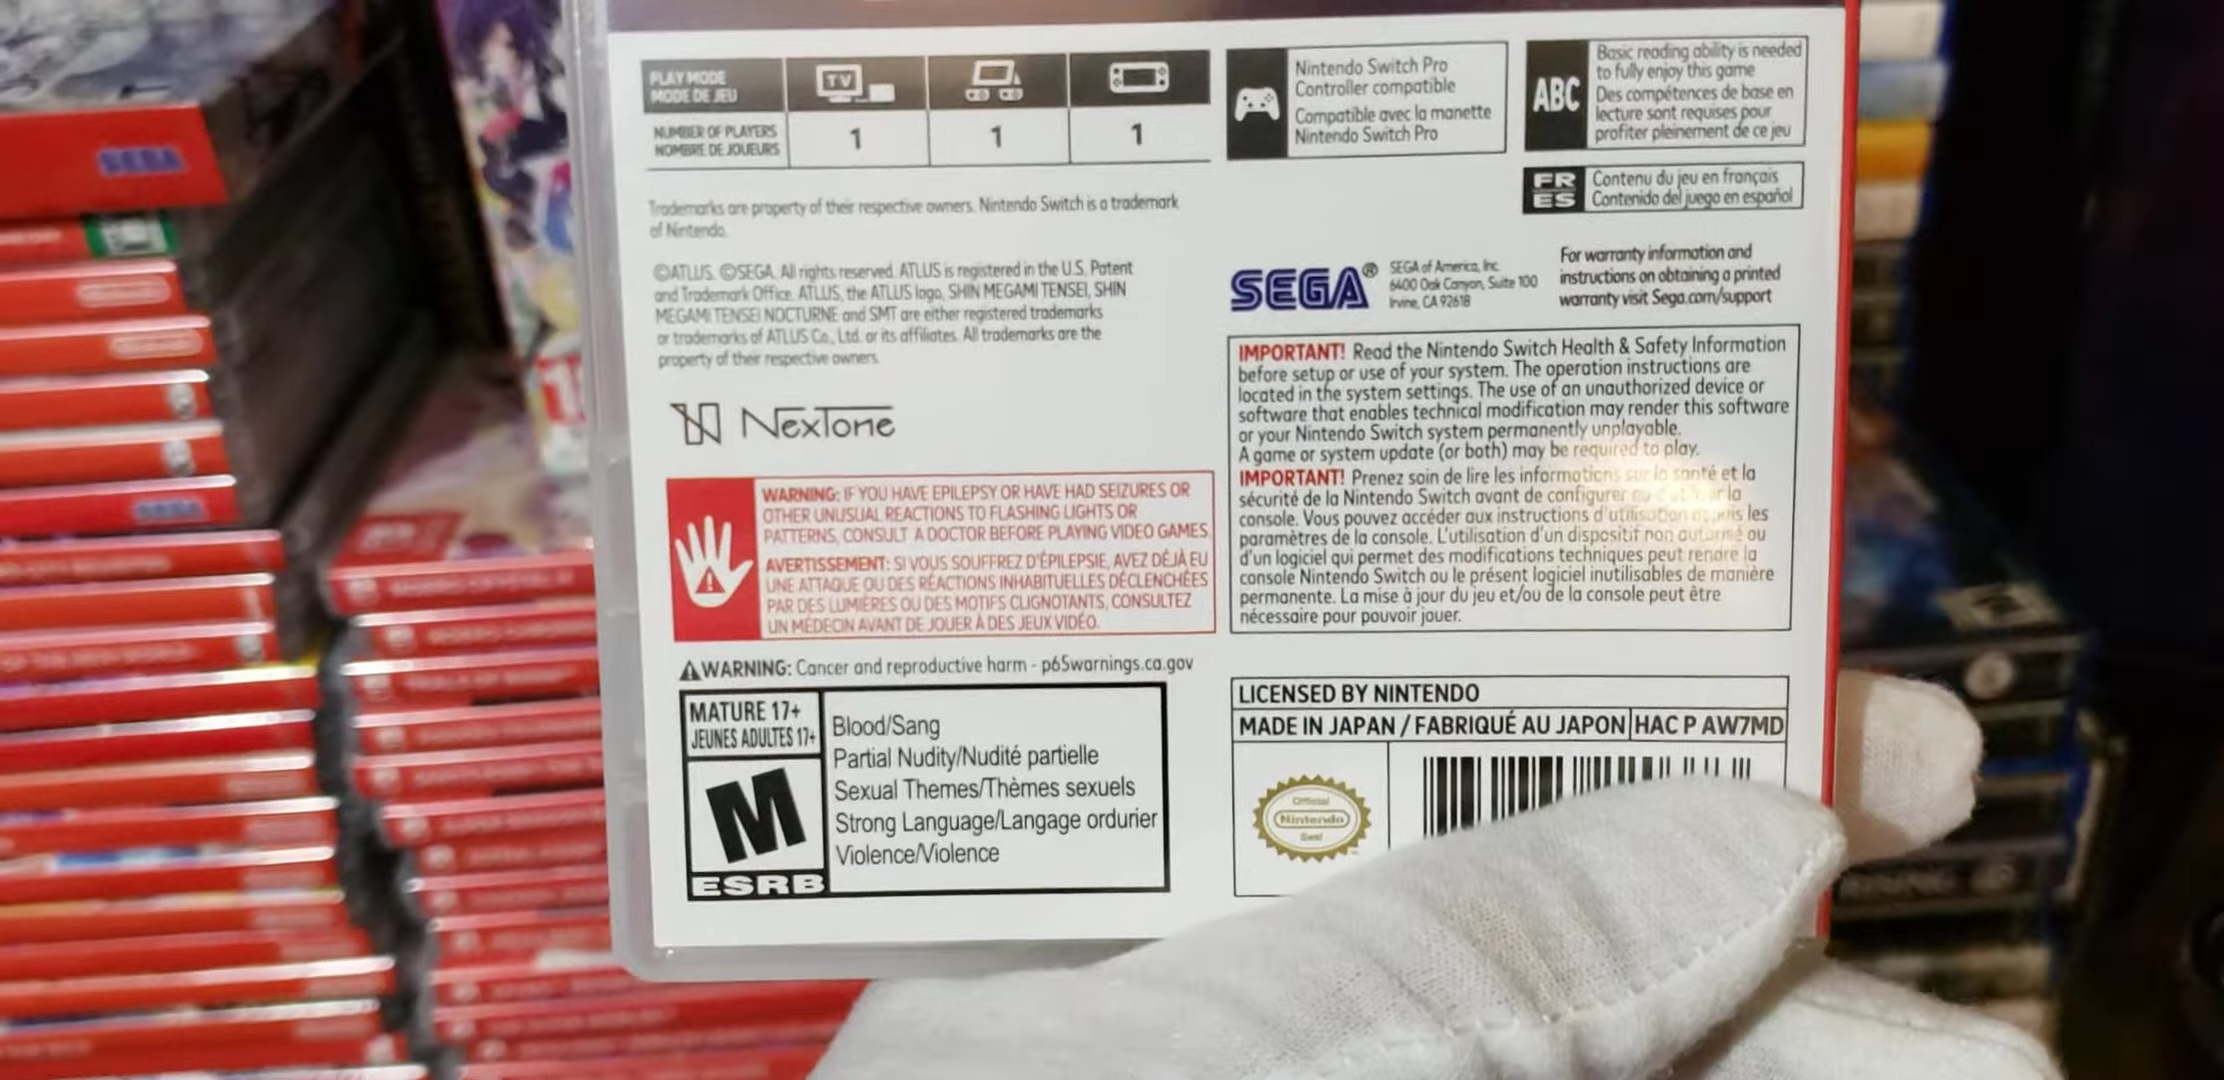 SEGA
PLAY MODE
MODE DE JEU
TV
NUMBER OF PLAYERS
NOMBRE DE JOUEURS
1
1
1
Nintendo Switch Pro
Controller compatible
Compatible avec la manette
Nintendo Switch Pro
ABC
Basic reading ability is needed
to fully enjoy this game
Des compétences de base en
lecture sont requises pour
profiter pleinement de ce jeu
FR
ES
Contenu du jeu en français
Contenido del juego en español
Trademarks are property of their respective owners. Nintendo Switch is a trademark
of Nintendo.
©ATLUS. ©SEGA. All rights reserved. ATLUS is registered in the U.S. Patent
and Trademark Office. ATLUS, the ATLUS logo, SHIN MEGAMI TENSEI, SHIN
MEGAMI TENSEI NOCTURNE and SMT are either registered trademarks
or trademarks of ATLUS Co., Ltd. or its affiliates. All trademarks are the
property of their respective owners.
NexTone
SEGA®
SEGA of America, Inc.
6400 Oak Canyon, Suite 100
Irvine, CA 92618
For warranty information and
instructions on obtaining a printed
warranty visit Sega.com/support
IMPORTANT! Read the Nintendo Switch Health & Safety Information
before setup or use of your system. The operation instructions are
located in the system settings. The use of an unauthorized device or
software that enables technical modification may render this software
or your Nintendo Switch system permanently unplayable.
A game or system update (or both) may be required to play.
IMPORTANT! Prenez soin de lire les informations sur la santé et la
sécurité de la Nintendo Switch avant de configurer ou d'utiliser la
console. Vous pouvez accéder aux instructions d'utilisation depuis les
paramètres de la console. L'utilisation d'un dispositif non autorisé ou
d'un logiciel qui permet des modifications techniques peut rendre la
console Nintendo Switch ou le présent logiciel inutilisables de manière
permanente. La mise à jour du jeu et/ou de la console peut être
nécessaire pour pouvoir jouer.
WARNING: IF YOU HAVE EPILEPSY OR HAVE HAD SEIZURES OR
OTHER UNUSUAL REACTIONS TO FLASHING LIGHTS OR
PATTERNS, CONSULT A DOCTOR BEFORE PLAYING VIDEO GAMES.
AVERTISSEMENT: SI VOUS SOUFFREZ D'ÉPILEPSIE, AVEZ DÉJÀ EU
UNE ATTAQUE OU DES RÉACTIONS INHABITUELLES DÉCLENCHÉES
PAR DES LUMIÈRES OU DES MOTIFS CLIGNOTANTS, CONSULTEZ
UN MÉDECIN AVANT DE JOUER À DES JEUX VIDÉO.
WARNING: Cancer and reproductive harm - p65warnings.ca.gov
MATURE 17+
JEUNES ADULTES 17+
M
ESRB
Blood/Sang
Partial Nudity/Nudité partielle
Sexual Themes/Thèmes sexuels
Strong Language/Langage ordurier
Violence/Violence
LICENSED BY NINTENDO
MADE IN JAPAN / FABRIQUÉ AU JAPON
HAC P AW7MD
Official
Nintendo
Seal